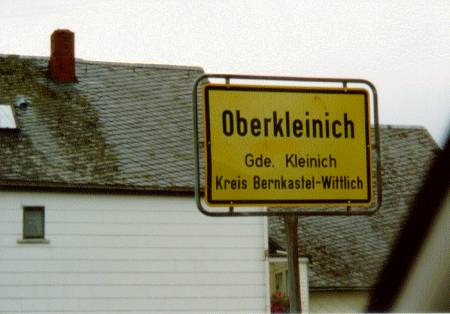 Oberkleinich
Gde. Kleinich
Kreis Bernkastel-Wittlich